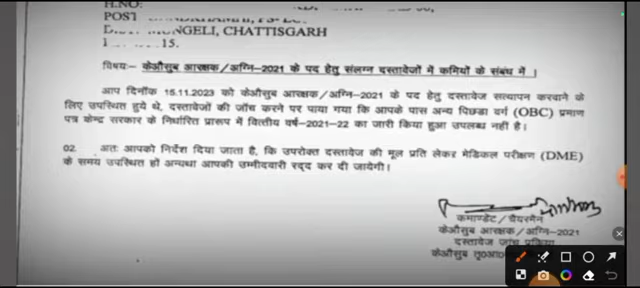 H.NO:
POST
MUNGELI, CHATTISGARH
15.
विषयः- केऔसुब आरक्षक/अग्नि-2021 के पद हेतु संलग्न दस्तावेजों में कमियों के संबंध में।
आप दिनॉक 15.11.2023 को केऔसुब आरक्षक/अग्नि-2021 के पद हेतु दस्तावेज सत्यापन करवाने के
लिए उपस्थित हुये थे, दस्तावेजों की जॉच करने पर पाया गया कि आपके पास अन्य पिछडा वर्ग (OBC) प्रमाण
पत्र केन्द्र सरकार के निर्धारित प्रारूप में वित्तीय वर्ष-2021-22 का जारी किया हुआ उपलब्ध नहीं है।
02. अतः आपको निर्देश दिया जाता है, कि उपरोक्त दस्तावेज की मूल प्रति लेकर मेडिकल परीक्षण (DME)
के समय उपस्थित हो अन्यथा आपकी उम्मीदवारी रद्द कर दी जायेगी।
कमाण्डेंट/चैयरमेन
केऔसुब आरक्षक/अग्नि-2021
दस्तावेज जांच प्रक्रिया
केऔसुब